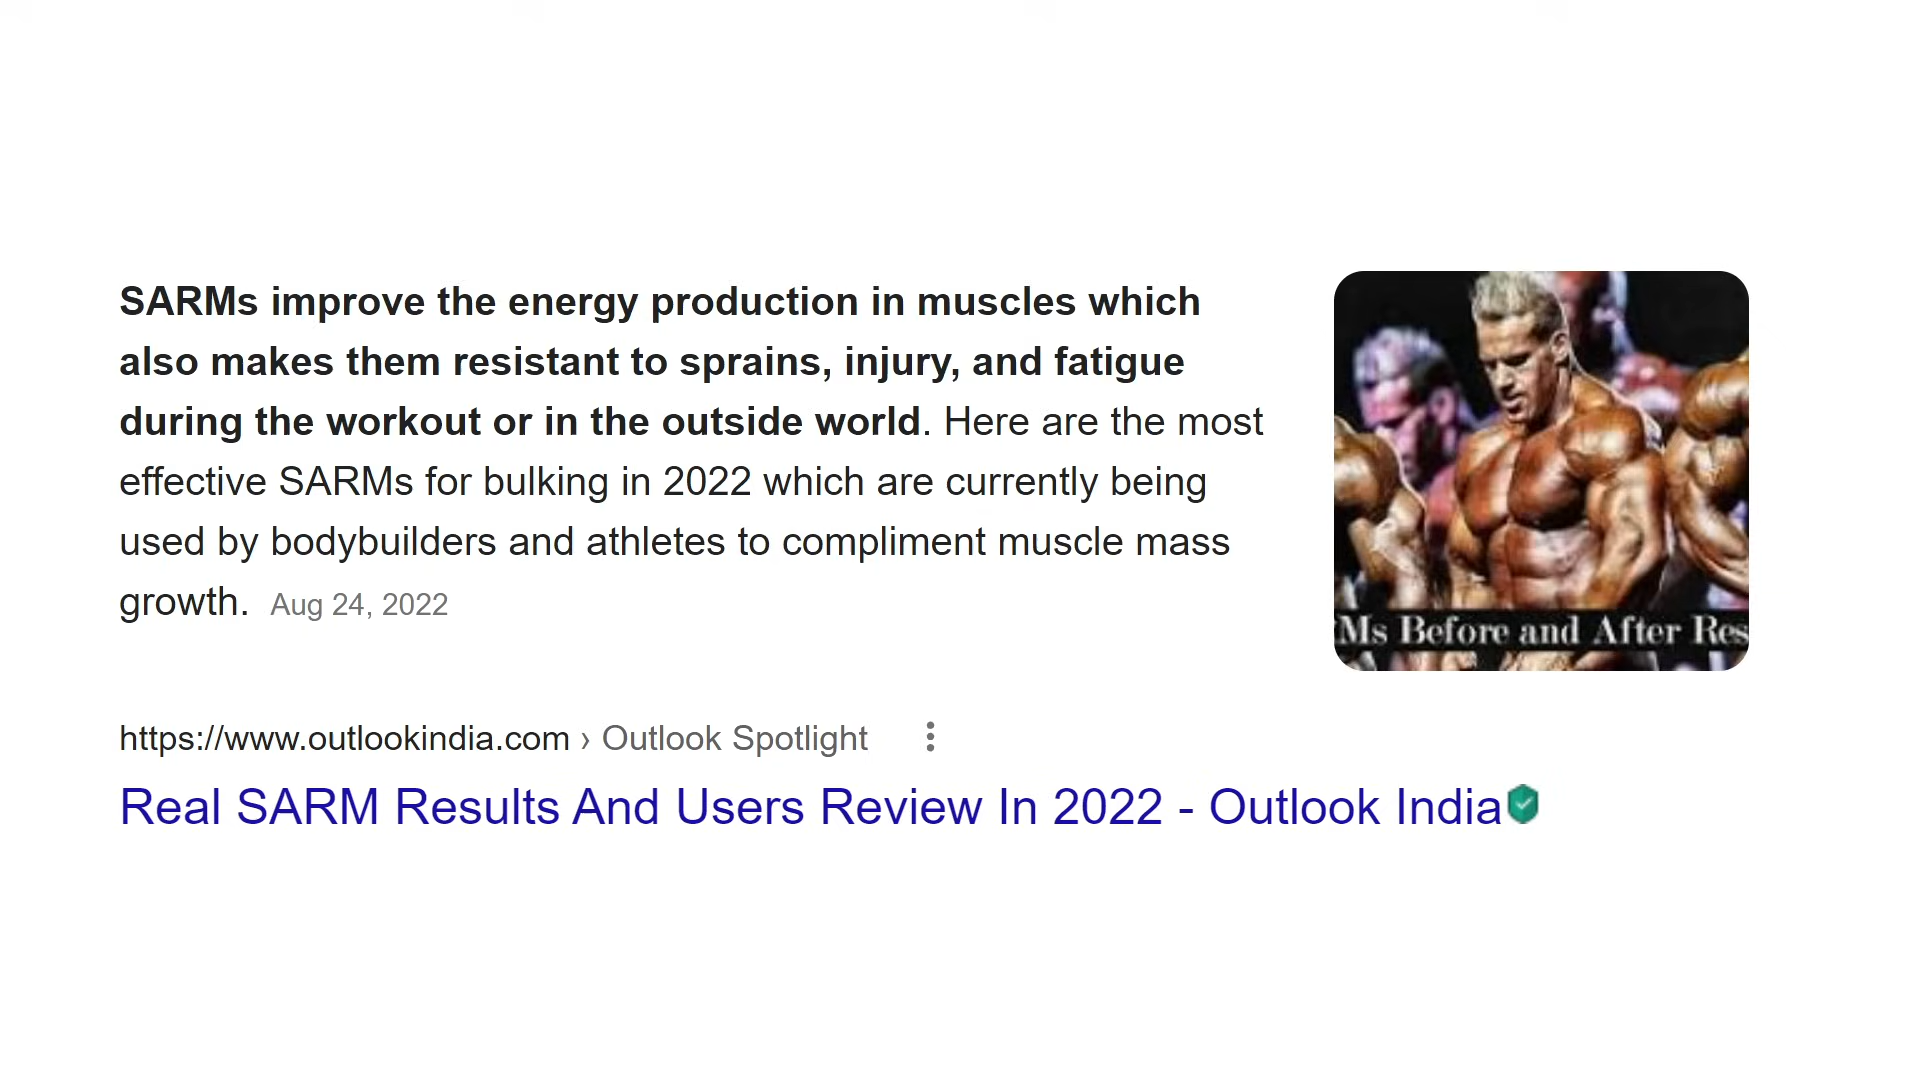 SARMs improve the energy production in muscles which
also makes them resistant to sprains, injury, and fatigue
during the workout or in the outside world. Here are the most
effective SARMs for bulking in 2022 which are currently being
used by bodybuilders and athletes to compliment muscle mass
growth. Aug 24, 2022
Ms Before and After Res
https://www.outlookindia.com › Outlook Spotlight
Real SARM Results And Users Review In 2022 - Outlook India